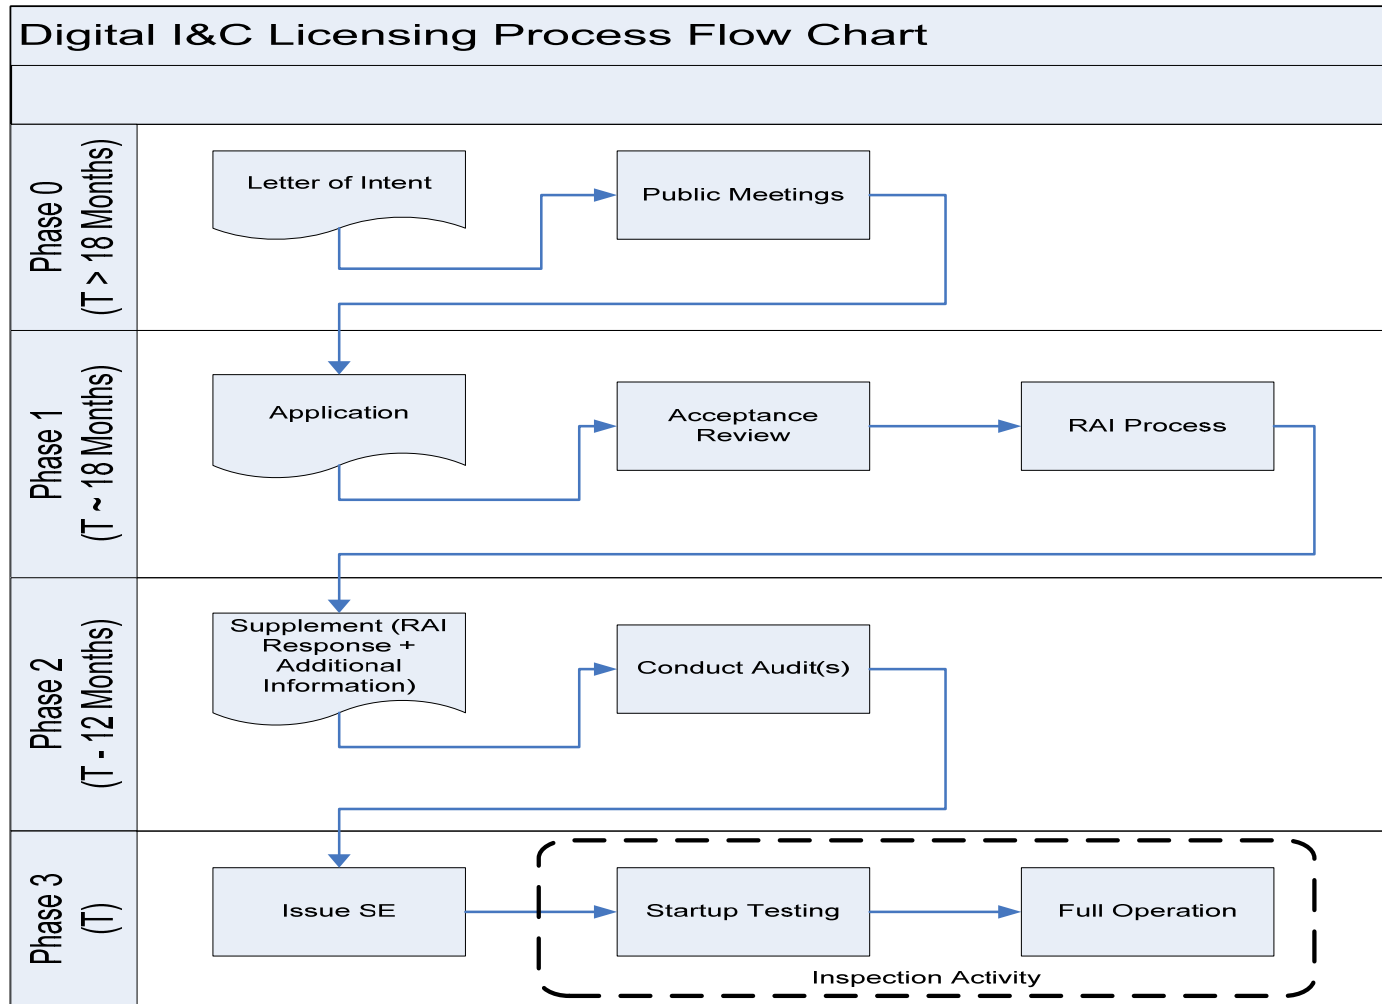 Digital I&C Licensing Process Flow Chart
Phase 0
(T > 18 Months)
Letter of Intent
Public Meetings
Phase 1
(T ~ 18 Months)
Application
Acceptance
Review
RAI Process
Phase 2
(T - 12 Months)
Supplement (RAI
Response +
Additional
Information)
Conduct Audit(s)
Phase 3
(T)
Issue SE
Startup Testing
Full Operation
Inspection Activity